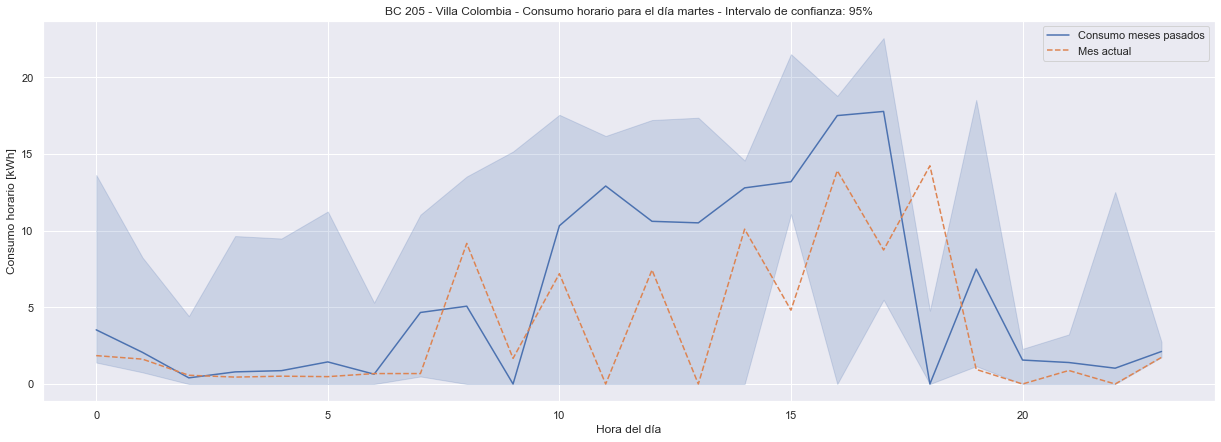 BC 205 - Villa Colombia - Consumo horario para el día martes - Intervalo de confianza: 95%
Consumo meses pasados
Mes actual
Consumo horario [kWh]
20
15
10
5
0
0 5 10 15 20
Hora del día